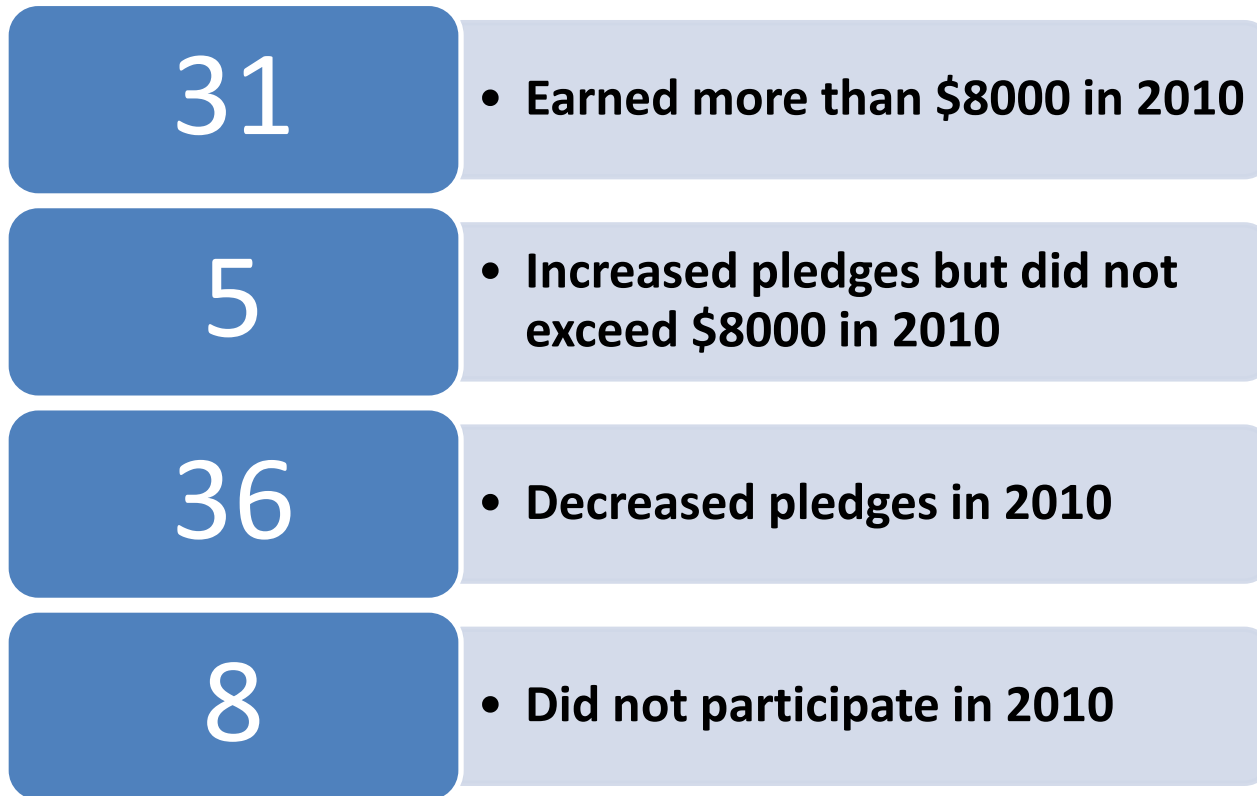 31
• Earned more than $8000 in 2010
5
• Increased pledges but did not
exceed $8000 in 2010
36
• Decreased pledges in 2010
8
• Did not participate in 2010